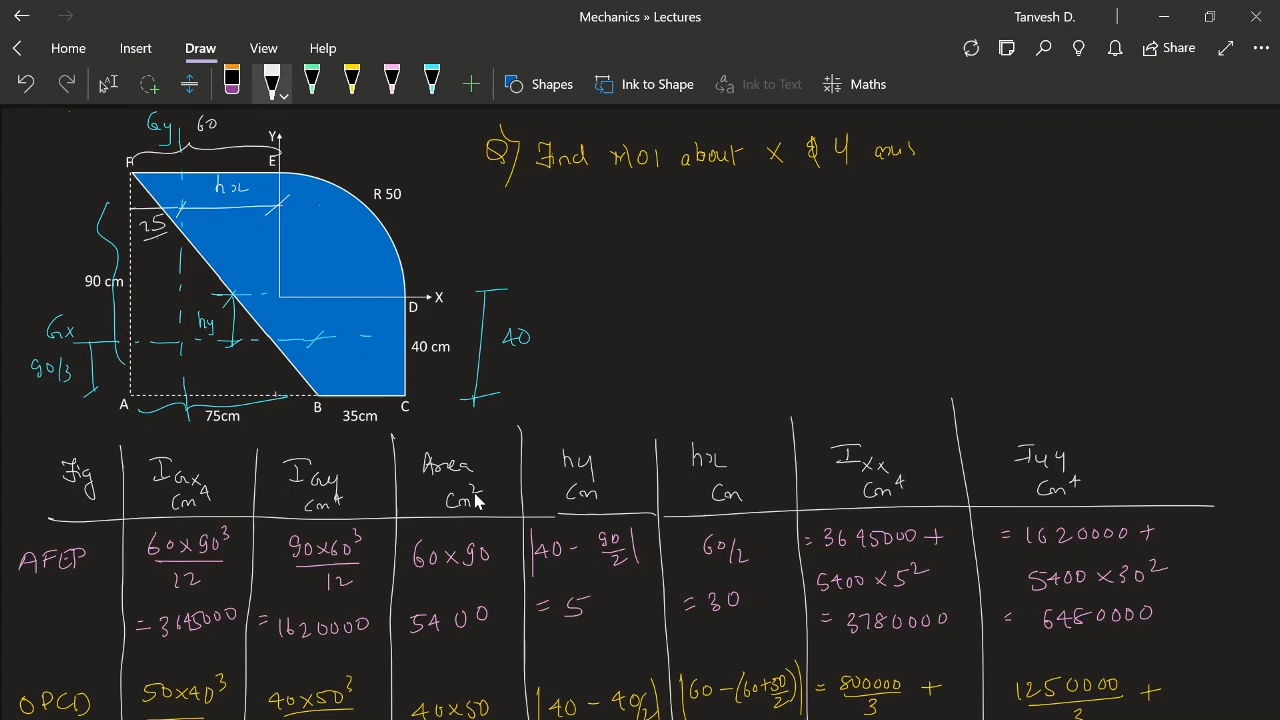 Mechanics » Lectures
Tanvesh D.
Home Insert Draw View Help
Share
Shapes
Ink to Shape
Ink to Text
Maths
Gy 60
Y
F E
hx
R 50
25
90 cm
D X
Gx hy
90/3
40 cm
40
A B C
75cm 35cm
Q) Find MOI about X & Y axis
Fig IGx cm4 IGy cm4 Area cm2 hy cm hx cm Ixx cm4 Iyy cm4
AFEP 60×90³/12 90×60³/12 60×90 |40 - 90/2| 60/2 = 3645000 + = 1620000 +
5400×5² 5400×30²
= 3645000 = 1620000 5400 = 5 = 30 = 3780000 = 6480000
OPCD 50×40³ 40×50³ 40×50 |40 - 40/2| |60 - (60+50/2)| = 800000/3 + 1250000/3 +